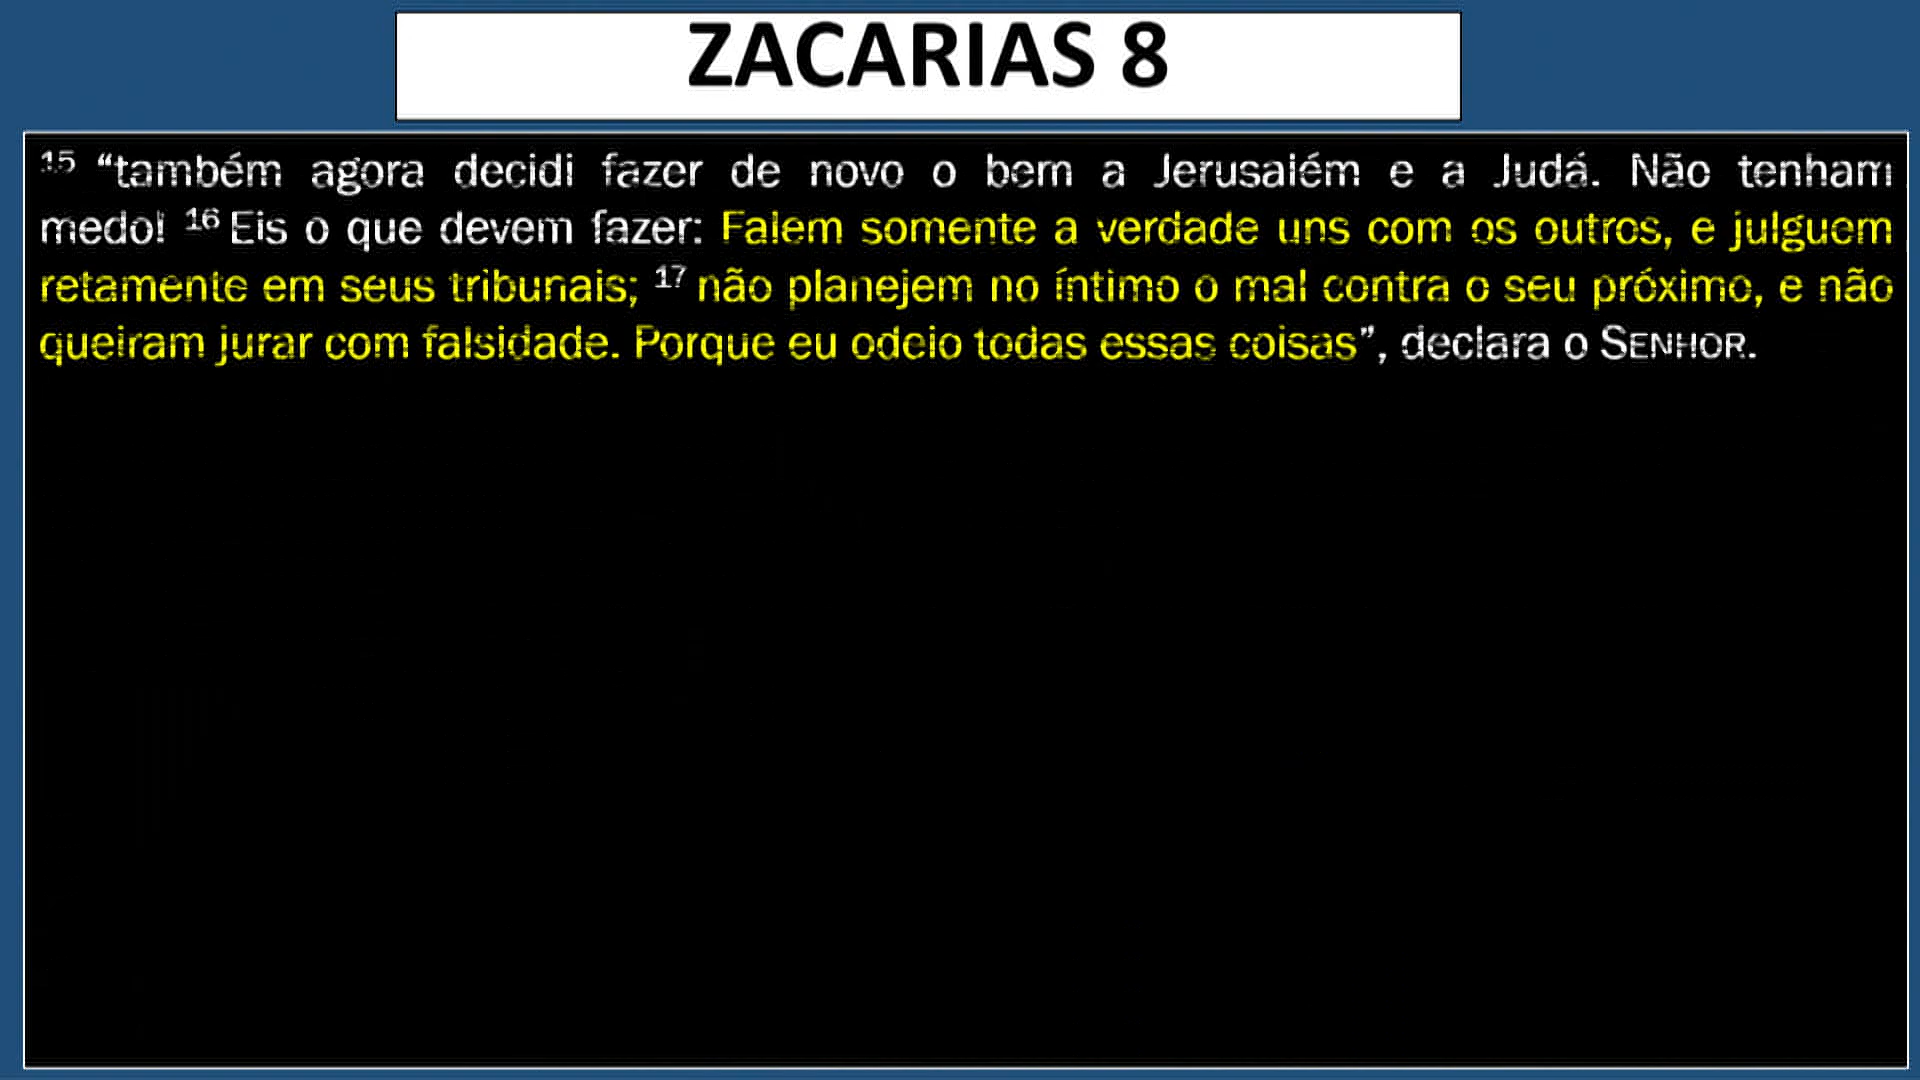 ZACARIAS 8
15 “também agora decidi fazer de novo o bem a Jerusalém e a Judá. Não tenham
medo! 16 Eis o que devem fazer: Falem somente a verdade uns com os outros, e julguem
retamente em seus tribunais; 17 não planejem no íntimo o mal contra o seu próximo, e não
queiram jurar com falsidade. Porque eu odeio todas essas coisas”, declara o SENHOR.